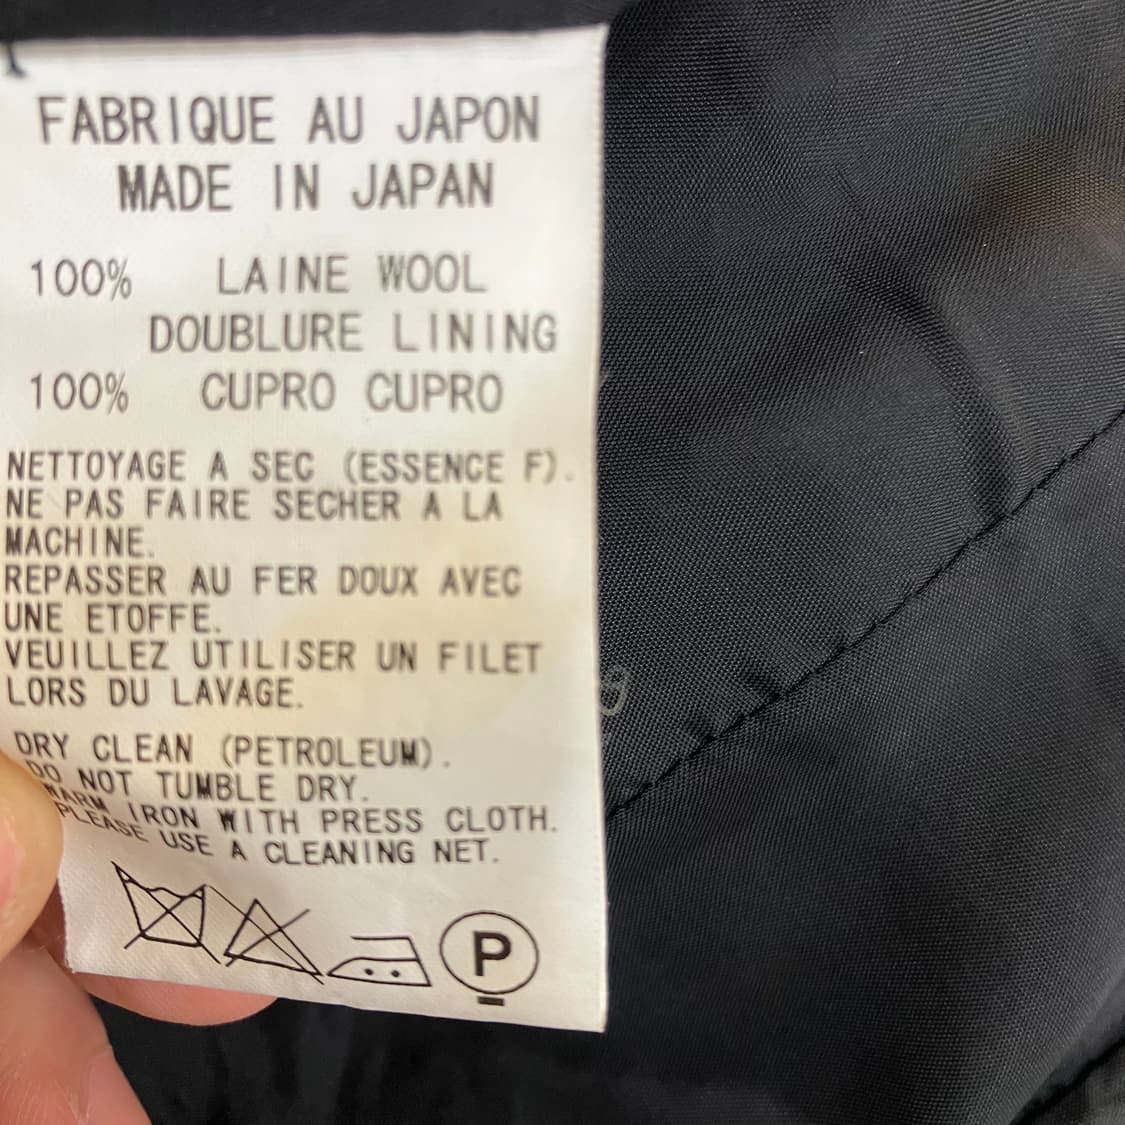 FABRIQUE AU JAPON
MADE IN JAPAN
100% LAINE WOOL
DOUBLURE LINING
100% CUPRO CUPRO
NETTOYAGE A SEC (ESSENCE F).
NE PAS FAIRE SECHER A LA
MACHINE.
REPASSER AU FER DOUX AVEC
UNE ETOFFE.
VEUILLEZ UTILISER UN FILET
LORS DU LAVAGE.
DRY CLEAN (PETROLEUM).
DO NOT TUMBLE DRY.
WARM IRON WITH PRESS CLOTH.
PLEASE USE A CLEANING NET.
P